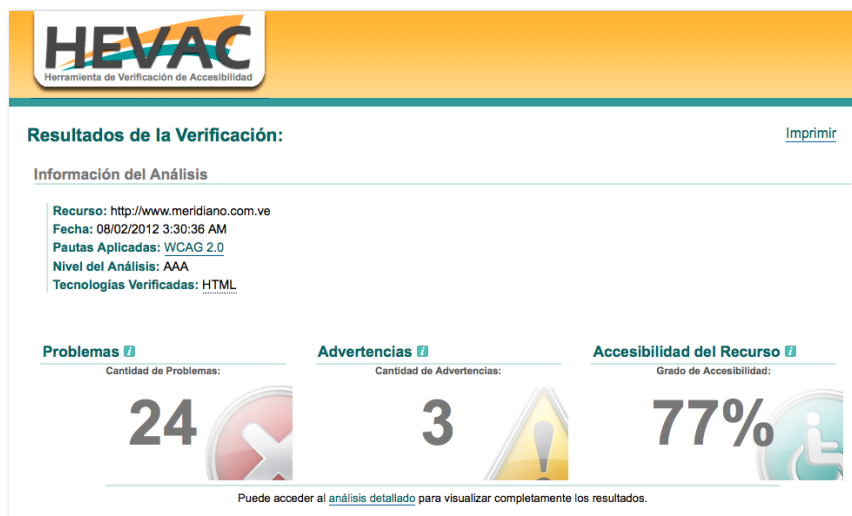 HEVAC
Herramienta de Verificación de Accesibilidad
Resultados de la Verificación:
Imprimir
Información del Análisis
Recurso: http://www.meridiano.com.ve
Fecha: 08/02/2012 3:30:36 AM
Pautas Aplicadas: WCAG 2.0
Nivel del Análisis: AAA
Tecnologías Verificadas: HTML
Problemas i
Cantidad de Problemas:
24
Advertencias i
Cantidad de Advertencias:
3
Accesibilidad del Recurso i
Grado de Accesibilidad:
77%
Puede acceder al análisis detallado para visualizar completamente los resultados.